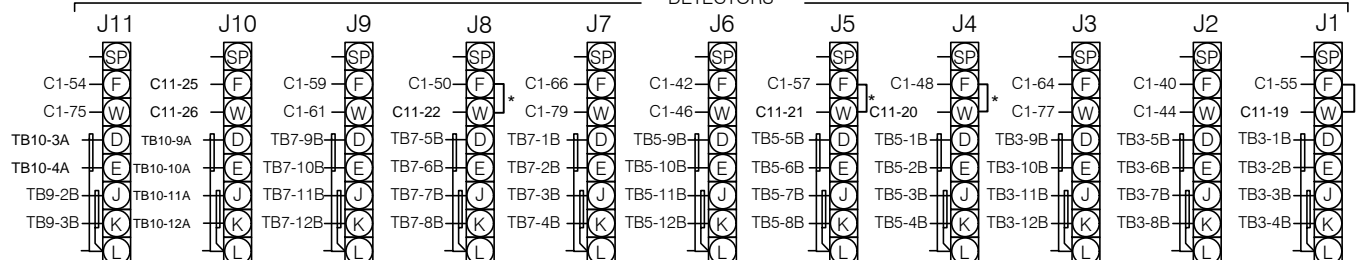 DETECTORS
J11 J10 J9 J8 J7 J6 J5 J4 J3 J2 J1
SP SP SP SP SP SP SP SP SP SP SP
C1-54 F C11-25 F C1-59 F C1-50 F C1-66 F C1-42 F C1-57 F C1-48 F C1-64 F C1-40 F C1-55 F
C1-75 W C11-26 W C1-61 W C11-22 W * C1-79 W C1-46 W C11-21 W * C11-20 W * C1-77 W C1-44 W C11-19 W
TB10-3A D TB10-9A D TB7-9B D TB7-5B D TB7-1B D TB5-9B D TB5-5B D TB5-1B D TB3-9B D TB3-5B D TB3-1B D
TB10-4A E TB10-10A E TB7-10B E TB7-6B E TB7-2B E TB5-10B E TB5-6B E TB5-2B E TB3-10B E TB3-6B E TB3-2B E
TB9-2B J TB10-11A J TB7-11B J TB7-7B J TB7-3B J TB5-11B J TB5-7B J TB5-3B J TB3-11B J TB3-7B J TB3-3B J
TB9-3B K TB10-12A K TB7-12B K TB7-8B K TB7-4B K TB5-12B K TB5-8B K TB5-4B K TB3-12B K TB3-8B K TB3-4B K
L L L L L L L L L L L